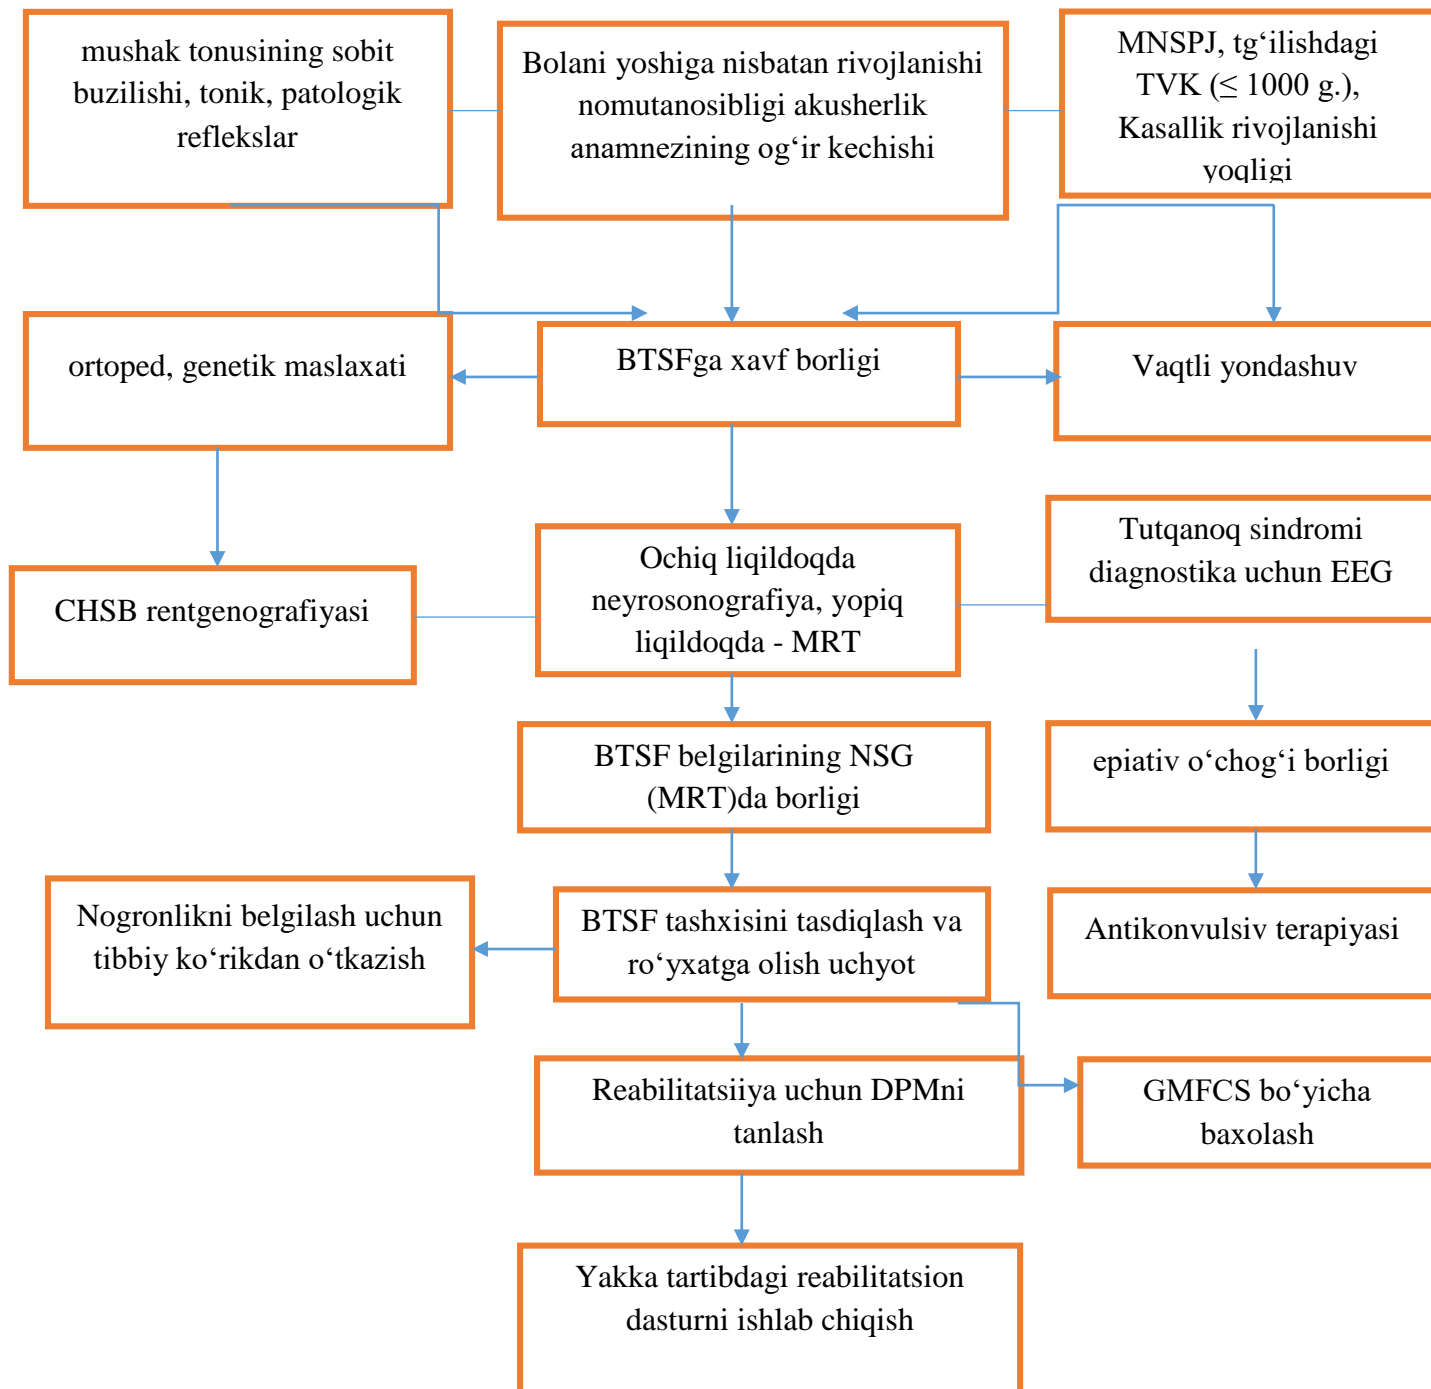 mushak tonusining sobit
buzilishi, tonik, patologik
reflekslar
Bolani yoshiga nisbatan rivojlanishi
nomutanosibligi akusherlik
anamnezining og‘ir kechishi
MNSPJ, tg‘ilishdagi
TVK (≤ 1000 g.),
Kasallik rivojlanishi
yoqligi
ortoped, genetik maslaxati
BTSFga xavf borligi
Vaqtli yondashuv
CHSB rentgenografiyasi
Ochiq liqildoqda
neyrosonografiya, yopiq
liqildoqda - MRT
Tutqanoq sindromi
diagnostika uchun EEG
BTSF belgilarining NSG
(MRT)da borligi
epiativ o‘chog‘i borligi
Nogronlikni belgilash uchun
tibbiy ko‘rikdan o‘tkazish
BTSF tashxisini tasdiqlash va
ro‘yxatga olish uchyot
Antikonvulsiv terapiyasi
Reabilitatsiiya uchun DPMni
tanlash
GMFCS bo‘yicha
baxolash
Yakka tartibdagi reabilitatsion
dasturni ishlab chiqish